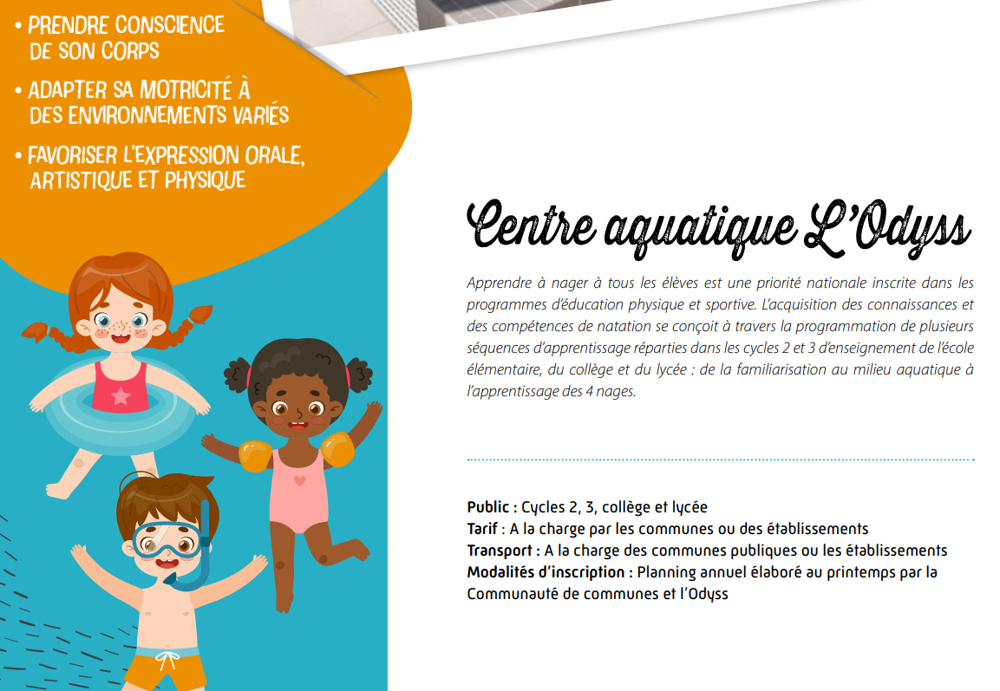 • PRENDRE CONSCIENCE
DE SON CORPS
• ADAPTER SA MOTRICITÉ À
DES ENVIRONNEMENTS VARIÉS
• FAVORISER L'EXPRESSION ORALE,
ARTISTIQUE ET PHYSIQUE
Centre aquatique L'Odyss
Apprendre à nager à tous les élèves est une priorité nationale inscrite dans les
programmes d'éducation physique et sportive. L'acquisition des connaissances et
des compétences de natation se conçoit à travers la programmation de plusieurs
séquences d'apprentissage réparties dans les cycles 2 et 3 d'enseignement de l'école
élémentaire, du collège et du lycée : de la familiarisation au milieu aquatique à
l'apprentissage des 4 nages.
Public : Cycles 2, 3, collège et lycée
Tarif : A la charge par les communes ou des établissements
Transport : A la charge des communes publiques ou les établissements
Modalités d'inscription : Planning annuel élaboré au printemps par la
Communauté de communes et l'Odyss